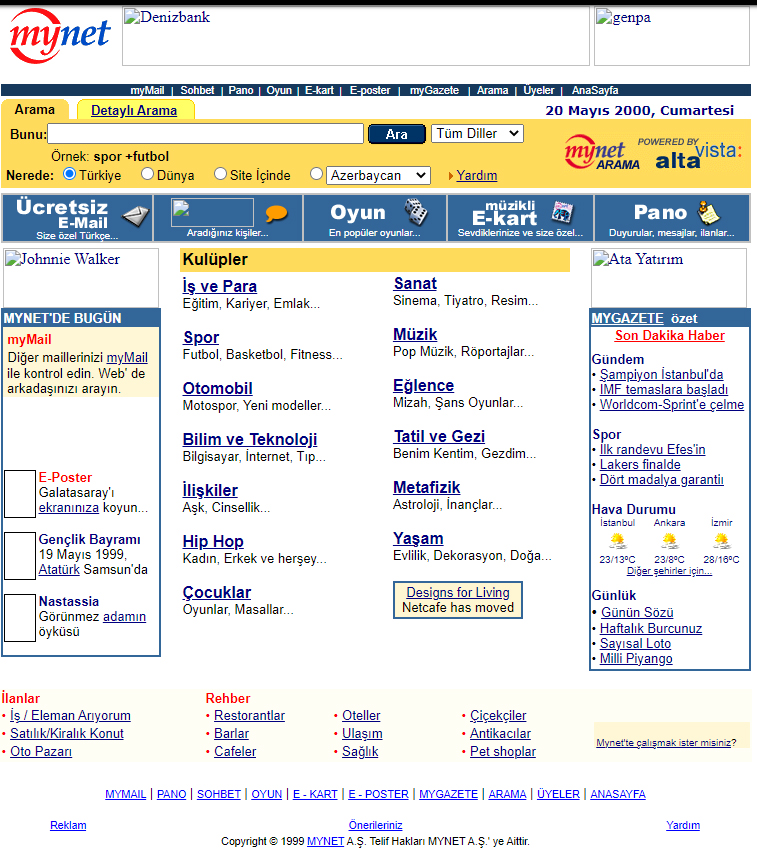 mynet
Denizbank
genpa
myMail | Sohbet | Pano | Oyun | E-kart | E-poster | myGazete | Arama | Üyeler | AnaSayfa
Arama
Detaylı Arama
20 Mayıs 2000, Cumartesi
Bunu:
Ara
Tüm Diller
Örnek: spor +futbol
Nerede: Türkiye Dünya Site İçinde Azerbaycan Yardım
mynet ARAMA POWERED BY altavista:
Ücretsiz
E-Mail
Size özel Türkçe...
Aradığınız kişiler...
Oyun
En popüler oyunlar...
müzikli
E-kart
Sevdiklerinize ve size özel...
Pano
Duyurular, mesajlar, ilanlar...
Johnnie Walker
MYNET'DE BUGÜN
myMail
Diğer maillerinizi myMail
ile kontrol edin. Web' de
arkadaşınızı arayın.
E-Poster
Galatasaray'ı
ekranınıza koyun...
Gençlik Bayramı
19 Mayıs 1999,
Atatürk Samsun'da
Nastassia
Görünmez adamın
öyküsü
Kulüpler
İş ve Para
Eğitim, Kariyer, Emlak...
Spor
Futbol, Basketbol, Fitness...
Otomobil
Motospor, Yeni modeller...
Bilim ve Teknoloji
Bilgisayar, İnternet, Tıp...
İlişkiler
Aşk, Cinsellik...
Hip Hop
Kadın, Erkek ve herşey...
Çocuklar
Oyunlar, Masallar...
Sanat
Sinema, Tiyatro, Resim...
Müzik
Pop Müzik, Röportajlar...
Eğlence
Mizah, Şans Oyunlar...
Tatil ve Gezi
Benim Kentim, Gezdim...
Metafizik
Astroloji, İnançlar...
Yaşam
Evlilik, Dekorasyon, Doğa...
Designs for Living
Netcafe has moved
Ata Yatırım
MYGAZETE özet
Son Dakika Haber
Gündem
• Şampiyon İstanbul'da
• IMF temaslara başladı
• Worldcom-Sprint'e çelme
Spor
• İlk randevu Efes'in
• Lakers finalde
• Dört madalya garantiı
Hava Durumu
İstanbul Ankara İzmir
23/13ºC 23/8ºC 28/16ºC
Diğer şehirler için...
Günlük
• Günün Sözü
• Haftalık Burcunuz
• Sayısal Loto
• Milli Piyango
İlanlar
• İş / Eleman Arıyorum
• Satılık/Kiralık Konut
• Oto Pazarı
Rehber
• Restorantlar
• Barlar
• Cafeler
• Oteller
• Ulaşım
• Sağlık
• Çiçekçiler
• Antikacılar
• Pet shoplar
Mynet'te çalışmak ister misiniz?
MYMAIL | PANO | SOHBET | OYUN | E - KART | E - POSTER | MYGAZETE | ARAMA | ÜYELER | ANASAYFA
Reklam
Önerileriniz
Yardım
Copyright © 1999 MYNET A.Ş. Telif Hakları MYNET A.Ş.' ye Aittir.